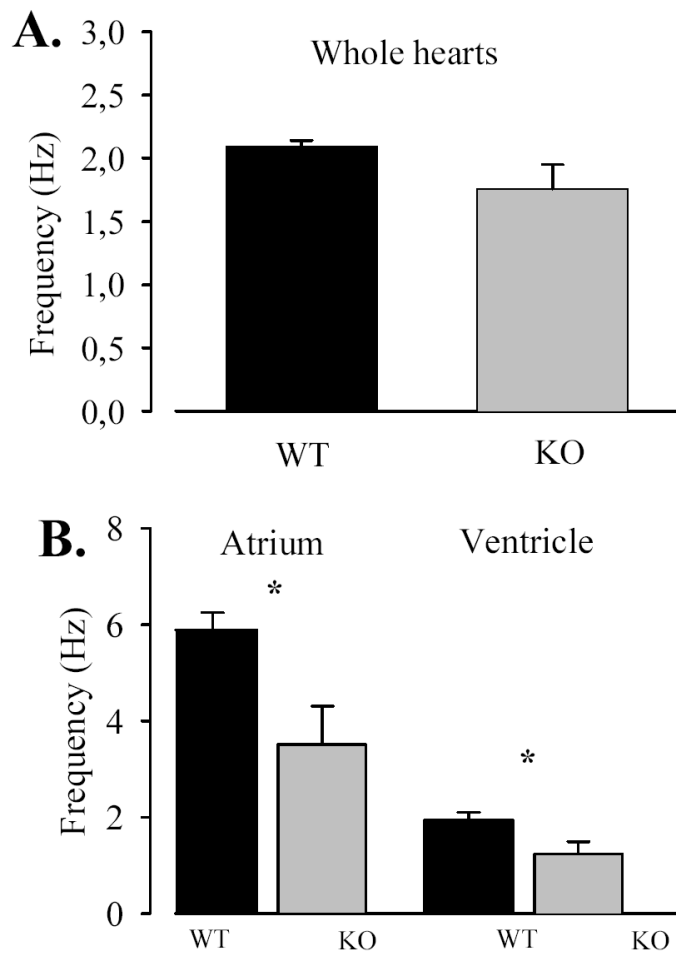 A.
Whole hearts
Frequency (Hz)
3,0
2,5
2,0
1,5
1,0
0,5
0,0
WT KO
B.
Atrium Ventricle
Frequency (Hz)
8
6
4
2
0
*
*
WT KO WT KO